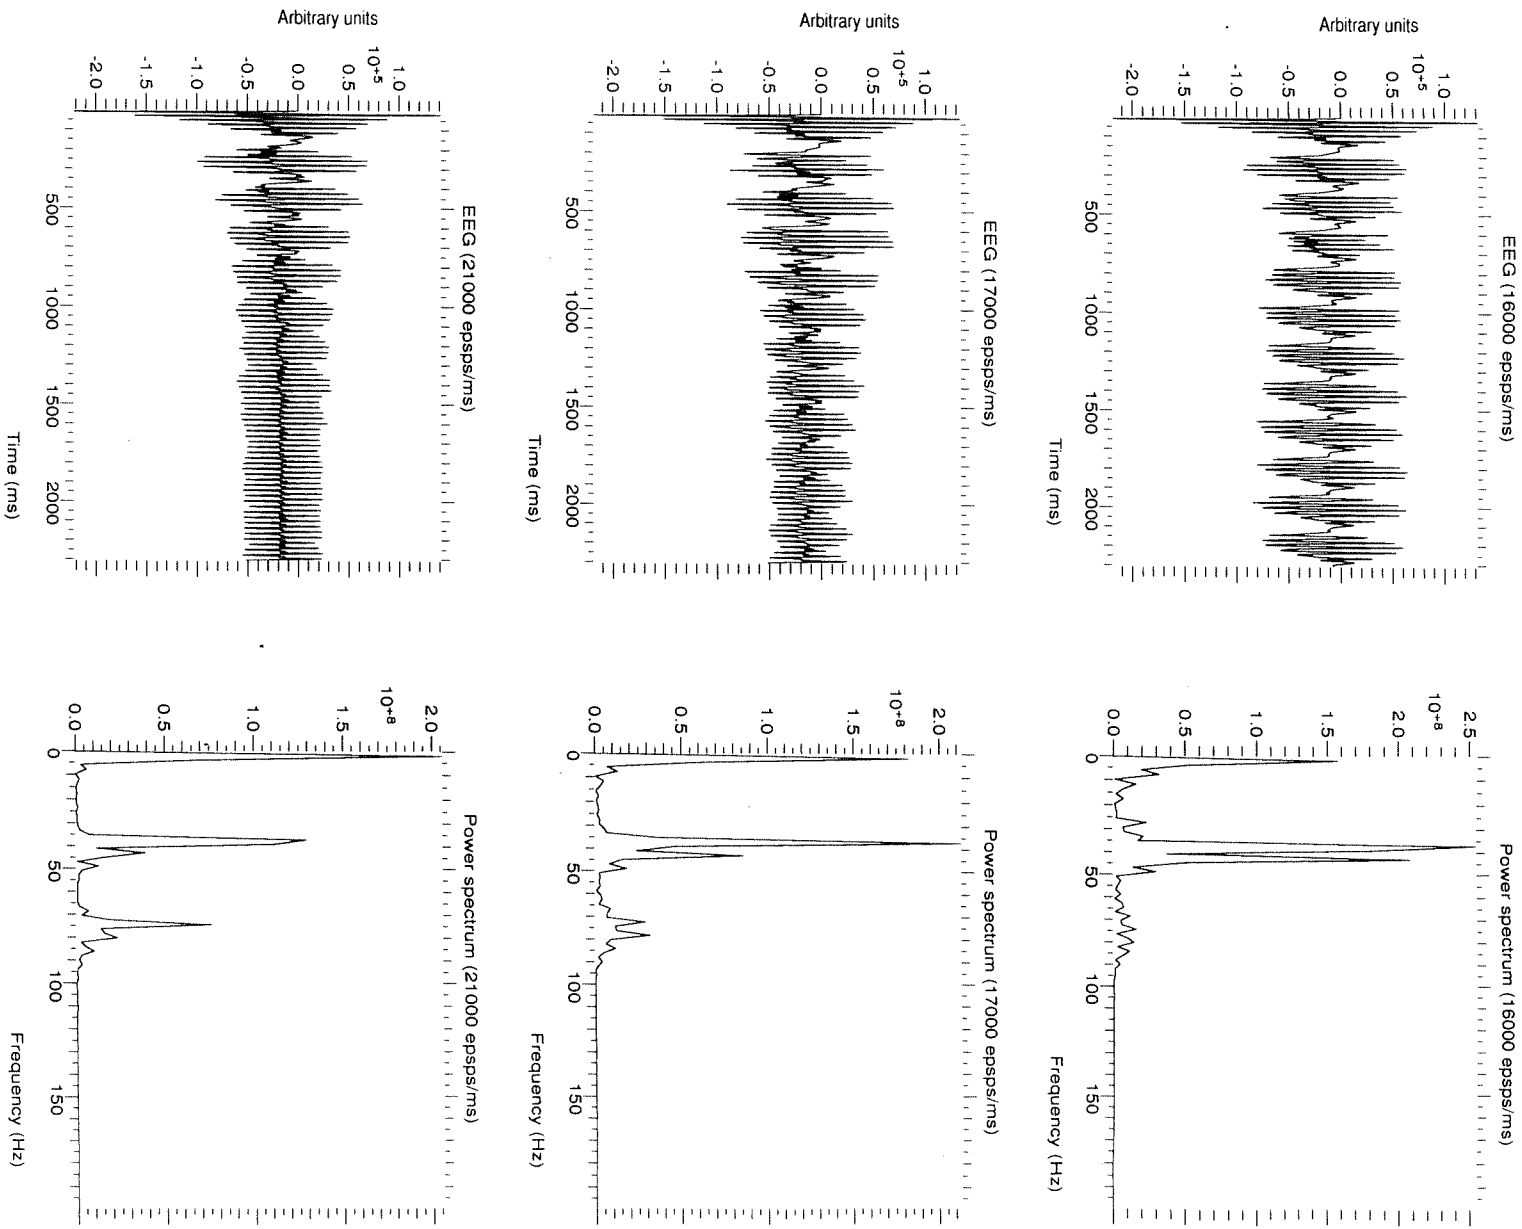 EEG (16000 epsps/ms)
Arbitrary units
10+5
1.0
0.5
0.0
-0.5
-1.0
-1.5
-2.0
500 1000 1500 2000
Time (ms)
Power spectrum (16000 epsps/ms)
10+8
2.5
2.0
1.5
1.0
0.5
0.0
0 50 100 150
Frequency (Hz)
EEG (17000 epsps/ms)
Arbitrary units
10+5
1.0
0.5
0.0
-0.5
-1.0
-1.5
-2.0
500 1000 1500 2000
Time (ms)
Power spectrum (17000 epsps/ms)
10+8
2.0
1.5
1.0
0.5
0.0
0 50 100 150
Frequency (Hz)
EEG (21000 epsps/ms)
Arbitrary units
10+5
1.0
0.5
0.0
-0.5
-1.0
-1.5
-2.0
500 1000 1500 2000
Time (ms)
Power spectrum (21000 epsps/ms)
10+8
2.0
1.5
1.0
0.5
0.0
0 50 100 150
Frequency (Hz)